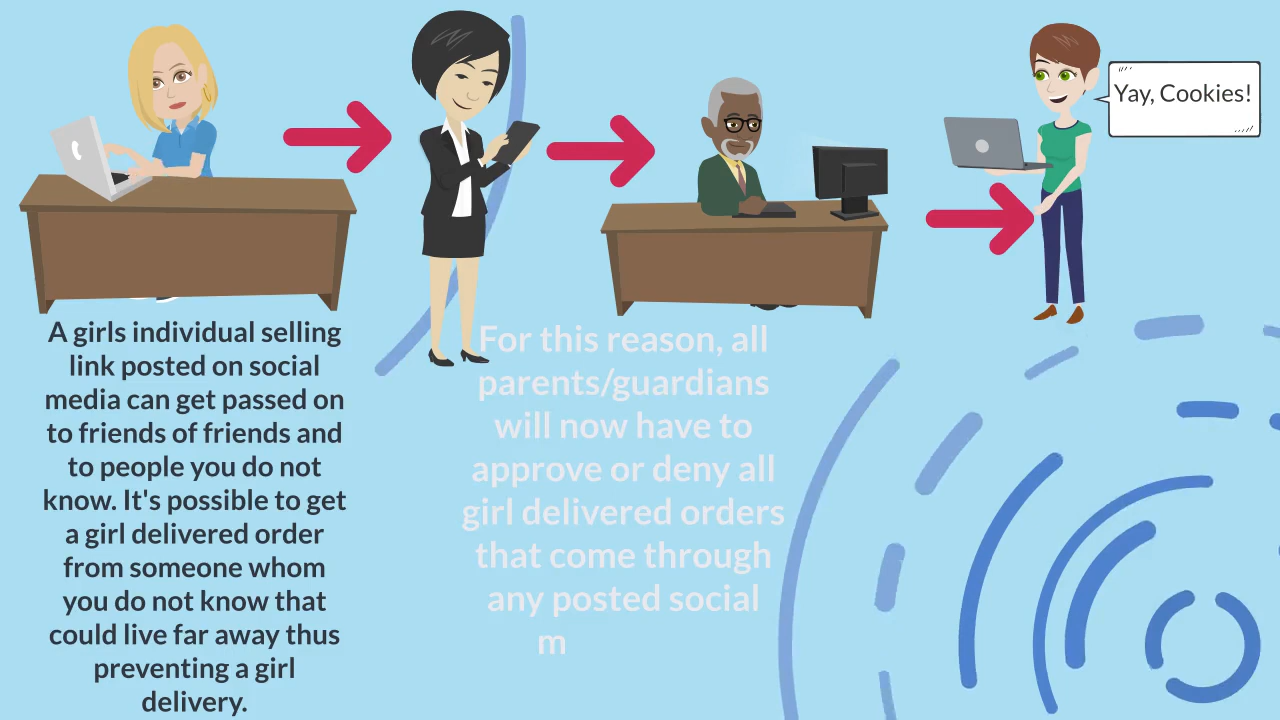 Yay, Cookies!
A girls individual selling
link posted on social
media can get passed on
to friends of friends and
to people you do not
know. It's possible to get
a girl delivered order
from someone whom
you do not know that
could live far away thus
preventing a girl
delivery.
For this reason, all
parents/guardians
will now have to
approve or deny all
girl delivered orders
that come through
any posted social
m